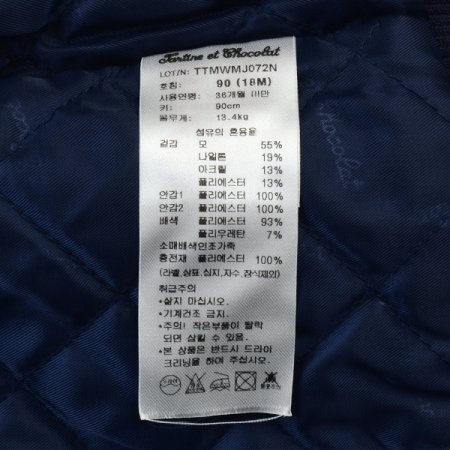 Tartine et Chocolat
LOT/N: TTMWMJ072N
호칭: 90 (18M)
사용연령: 36개월 미만
키: 90cm
몸무게: 13.4kg
섬유의 혼용율
겉감 모 55%
나일론 19%
아크릴 13%
폴리에스터 13%
안감1 폴리에스터 100%
안감2 폴리에스터 100%
배색 폴리에스터 93%
폴리우레탄 7%
소매배색인조가죽
충전재 폴리에스터 100%
(라벨,상표,심지,자수,장식제외)
취급주의
*삶지 마십시오.
*기계건조 금지.
*주의! 작은부품이 탈락
되어 삼킬 우려가 있음.
*본 상품은 반드시 드라이
크리닝을 하여 주십시오.
chocolat